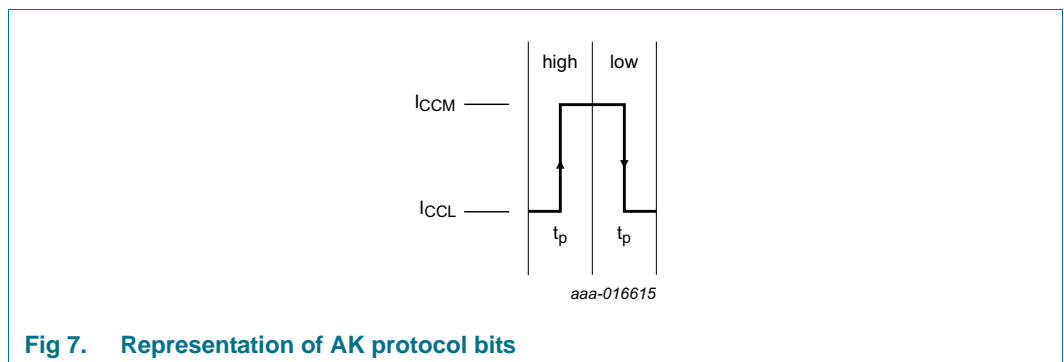 high low
ICCM
ICCL
tp tp
aaa-016615
Fig 7. Representation of AK protocol bits